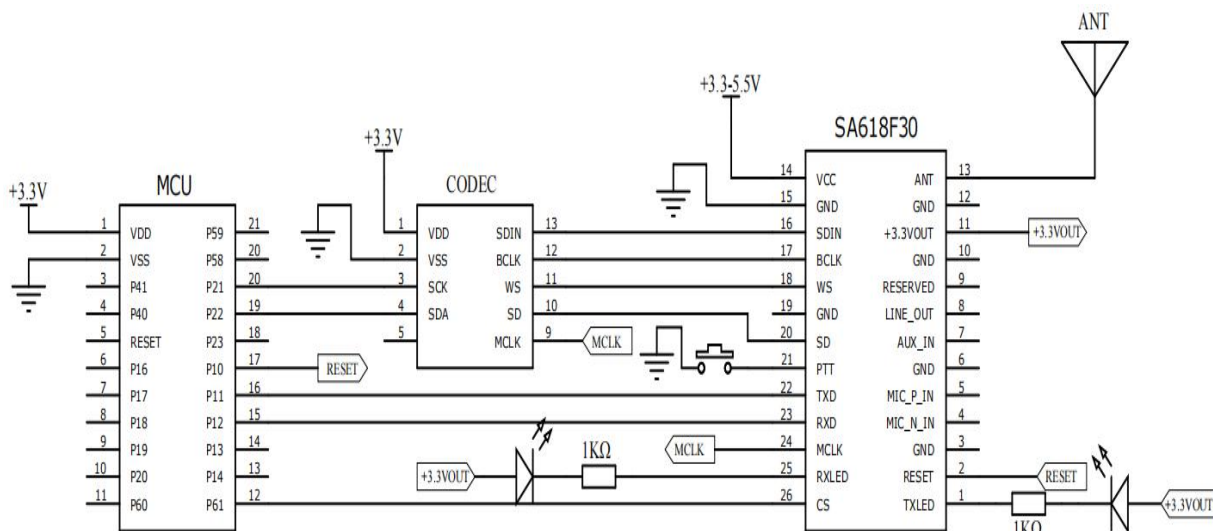 ANT
+3.3-5.5V
SA618F30
+3.3V
MCU
CODEC
+3.3V
1 VDD P59 21
2 VSS P58 20
3 P41 P21 20
4 P40 P22 19
5 RESET P23 18
6 P16 P10 17 RESET
7 P17 P11 16
8 P18 P12 15
9 P19 P13 14
10 P20 P14 13
11 P60 P61 12
1 VDD SDIN 13
2 VSS BCLK 12
3 SCK WS 11
4 SDA SD 10
5 MCLK 9 MCLK
14 VCC ANT 13
15 GND GND 12
16 SDIN +3.3VOUT 11 +3.3VOUT
17 BCLK GND 10
18 WS RESERVED 9
19 GND LINE_OUT 8
20 SD AUX_IN 7
21 PTT GND 6
22 TXD MIC_P_IN 5
23 RXD MIC_N_IN 4
MCLK 24 MCLK GND 3
+3.3VOUT 1KΩ 25 RXLED RESET 2 RESET
26 CS TXLED 1 +3.3VOUT
1KΩ